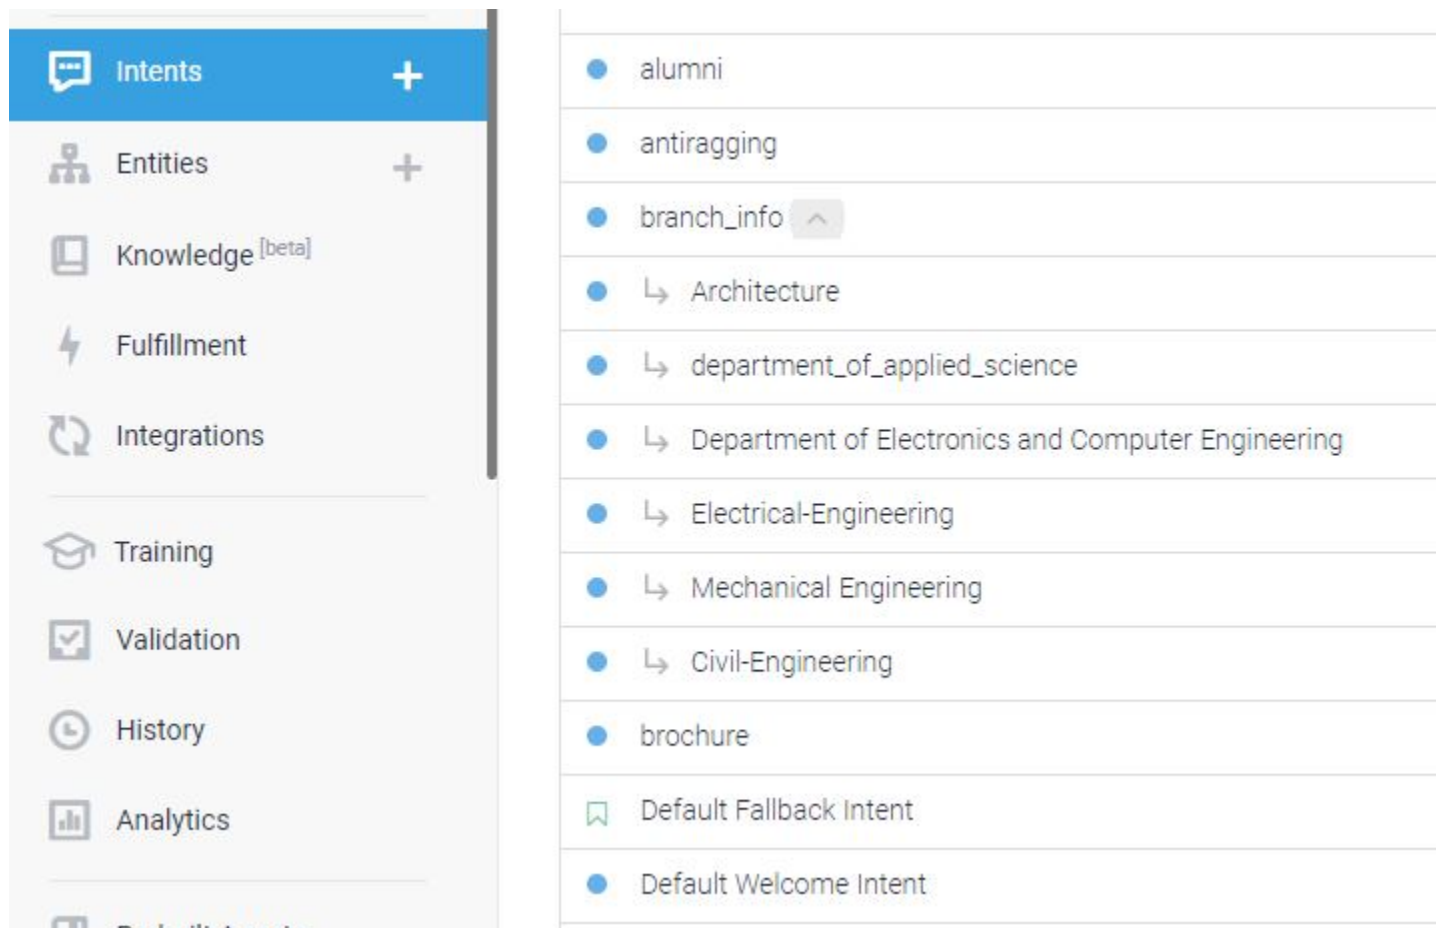 Intents
Entities
Knowledge [beta]
Fulfillment
Integrations
Training
Validation
History
Analytics
alumni
antiragging
branch_info
Architecture
department_of_applied_science
Department of Electronics and Computer Engineering
Electrical-Engineering
Mechanical Engineering
Civil-Engineering
brochure
Default Fallback Intent
Default Welcome Intent